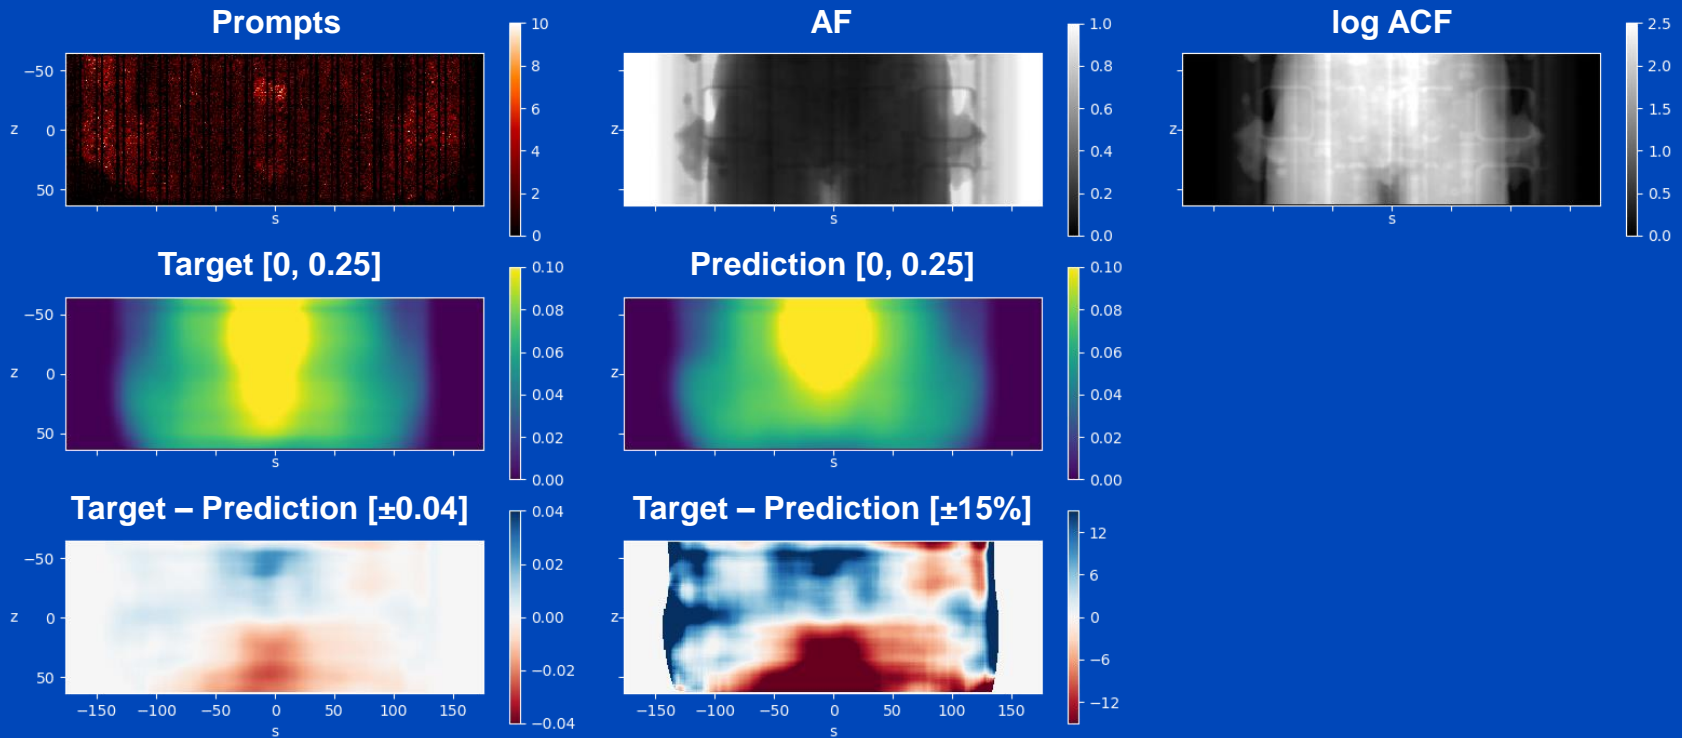 Prompts
AF
log ACF
−50
0
50
z
s
10
8
6
4
2
0
z
s
1.0
0.8
0.6
0.4
0.2
0.0
z
s
2.5
2.0
1.5
1.0
0.5
0.0
Target [0, 0.25]
Prediction [0, 0.25]
−50
0
50
z
s
0.10
0.08
0.06
0.04
0.02
0.00
z
s
0.10
0.08
0.06
0.04
0.02
0.00
Target – Prediction [±0.04]
Target – Prediction [±15%]
−50
0
50
z
−150 −100 −50 0 50 100 150
s
0.04
0.02
0.00
−0.02
−0.04
z
−150 −100 −50 0 50 100 150
s
12
6
0
−6
−12